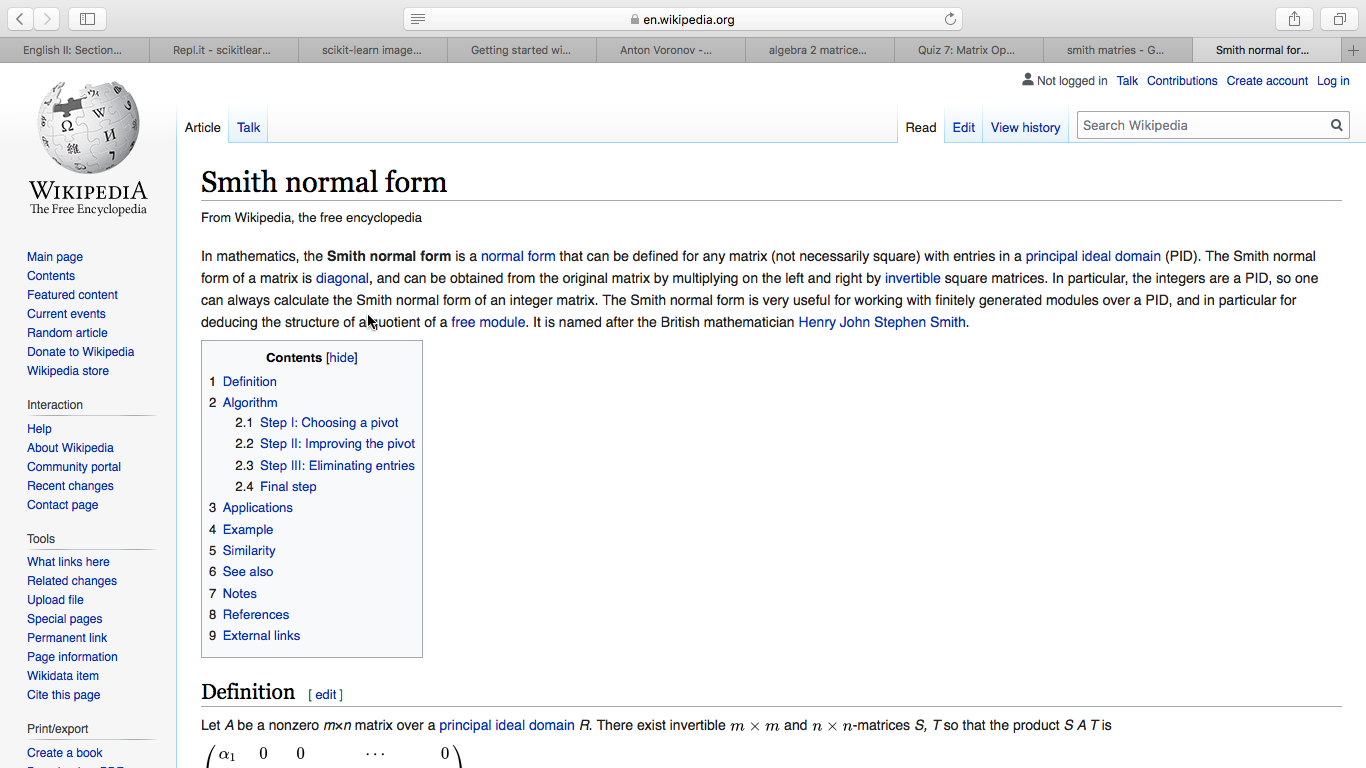 en.wikipedia.org
English II: Section...
Repl.it - scikitlear...
scikit-learn image...
Getting started wi...
Anton Voronov -...
algebra 2 matrice...
Quiz 7: Matrix Op...
smith matries - G...
Smith normal for...
Not logged in Talk Contributions Create account Log in
Article Talk
Read Edit View history
Search Wikipedia
Ω W И 維 7
WIKIPEDIA
The Free Encyclopedia
Main page
Contents
Featured content
Current events
Random article
Donate to Wikipedia
Wikipedia store
Interaction
Help
About Wikipedia
Community portal
Recent changes
Contact page
Tools
What links here
Related changes
Upload file
Special pages
Permanent link
Page information
Wikidata item
Cite this page
Print/export
Create a book
Smith normal form
From Wikipedia, the free encyclopedia
In mathematics, the Smith normal form is a normal form that can be defined for any matrix (not necessarily square) with entries in a principal ideal domain (PID). The Smith normal
form of a matrix is diagonal, and can be obtained from the original matrix by multiplying on the left and right by invertible square matrices. In particular, the integers are a PID, so one
can always calculate the Smith normal form of an integer matrix. The Smith normal form is very useful for working with finitely generated modules over a PID, and in particular for
deducing the structure of a quotient of a free module. It is named after the British mathematician Henry John Stephen Smith.
Contents [hide]
1 Definition
2 Algorithm
2.1 Step I: Choosing a pivot
2.2 Step II: Improving the pivot
2.3 Step III: Eliminating entries
2.4 Final step
3 Applications
4 Example
5 Similarity
6 See also
7 Notes
8 References
9 External links
Definition [ edit ]
Let A be a nonzero m×n matrix over a principal ideal domain R. There exist invertible m × m and n × n-matrices S, T so that the product S A T is
α1 0 0 ⋯ 0